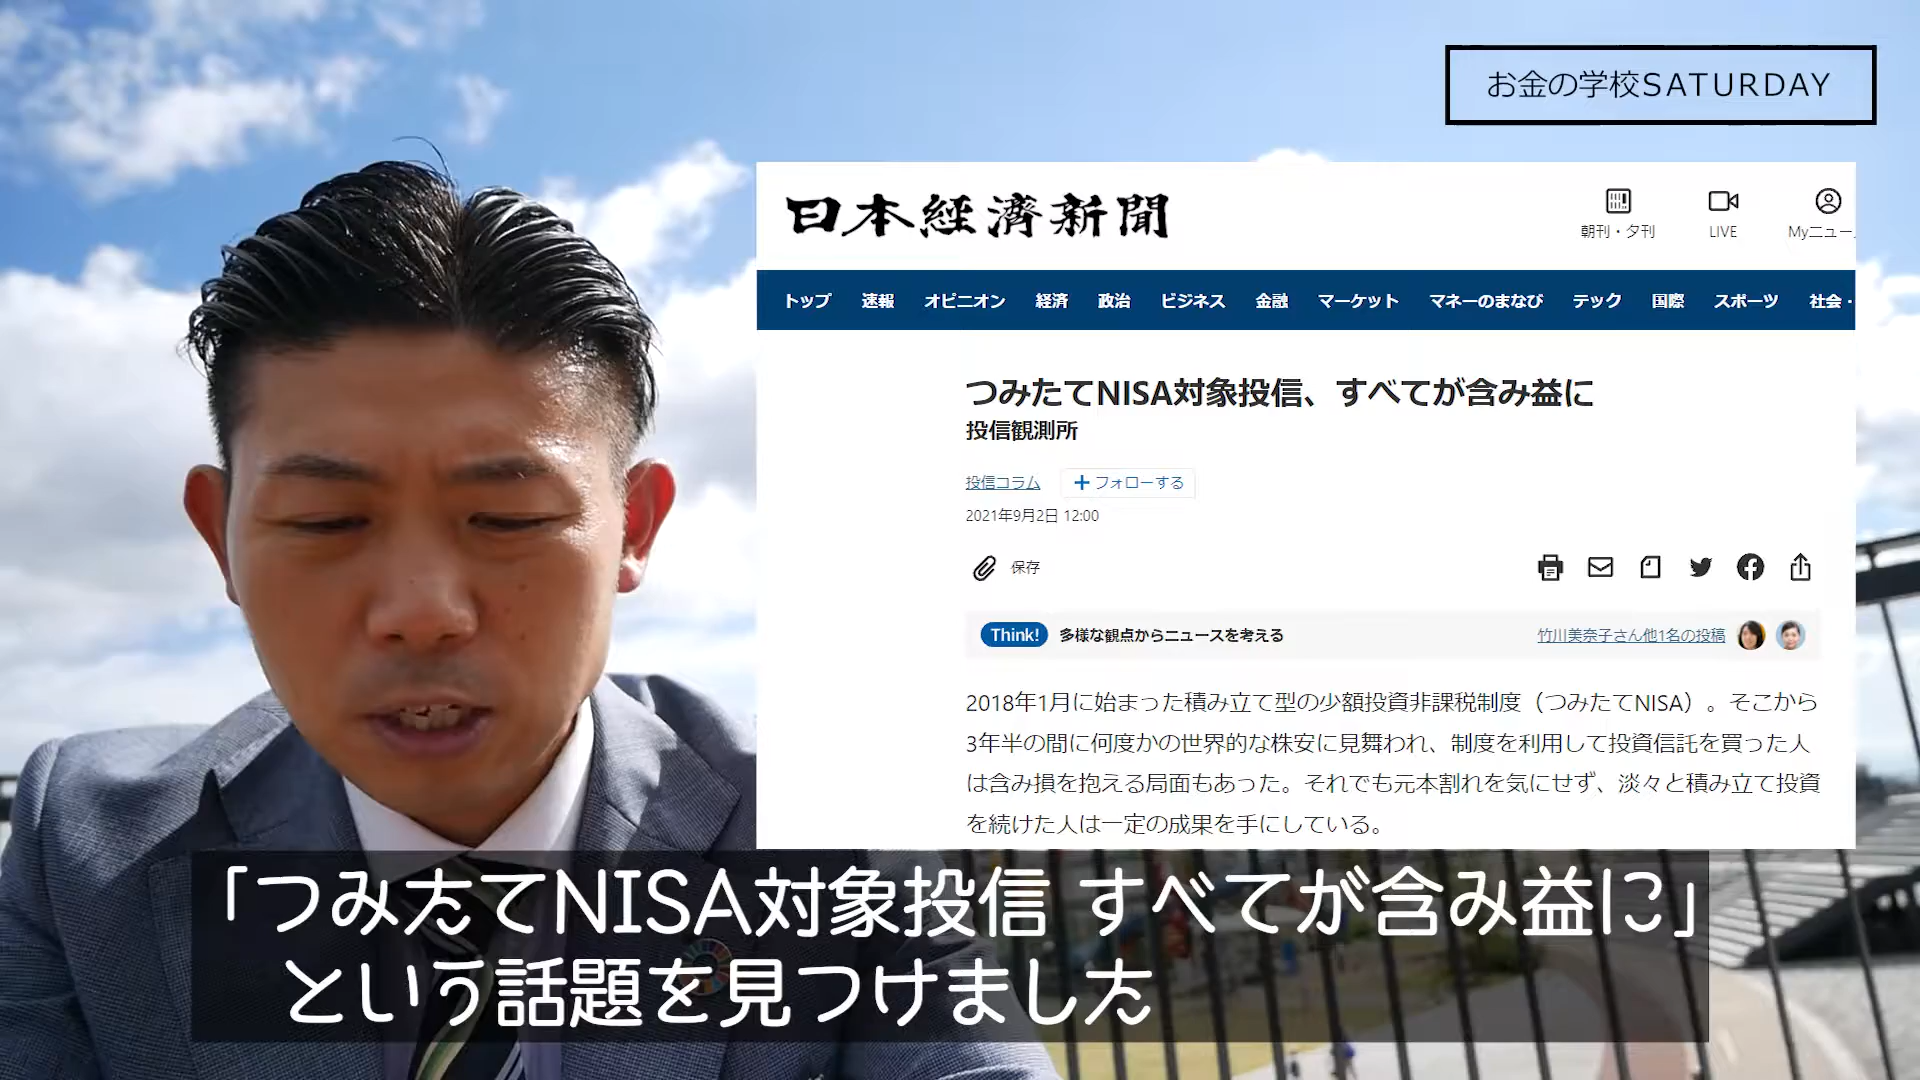 お金の学校SATURDAY
日本経済新聞
朝刊・夕刊 LIVE Myニュー
トップ 速報 オピニオン 経済 政治 ビジネス 金融 マーケット マネーのまなび テック 国際 スポーツ 社会・
つみたてNISA対象投信、すべてが含み益に
投信観測所
投信コラム ＋フォローする
2021年9月2日 12:00
保存
Think! 多様な観点からニュースを考える 竹川美奈子さん他1名の投稿
2018年1月に始まった積み立て型の少額投資非課税制度（つみたてNISA）。そこから
3年半の間に何度かの世界的な株安に見舞われ、制度を利用して投資信託を買った人
は含み損を抱える局面もあった。それでも元本割れを気にせず、淡々と積み立て投資
を続けた人は一定の成果を手にしている。
「つみたてNISA対象投信 すべてが含み益に」
という話題を見つけました